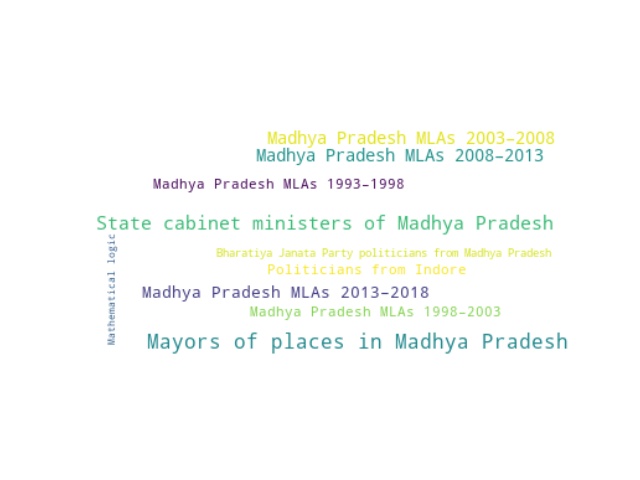 Madhya Pradesh MLAs 2003–2008
Madhya Pradesh MLAs 2008–2013
Madhya Pradesh MLAs 1993–1998
State cabinet ministers of Madhya Pradesh
Mathematical logic
Bharatiya Janata Party politicians from Madhya Pradesh
Politicians from Indore
Madhya Pradesh MLAs 2013–2018
Madhya Pradesh MLAs 1998–2003
Mayors of places in Madhya Pradesh